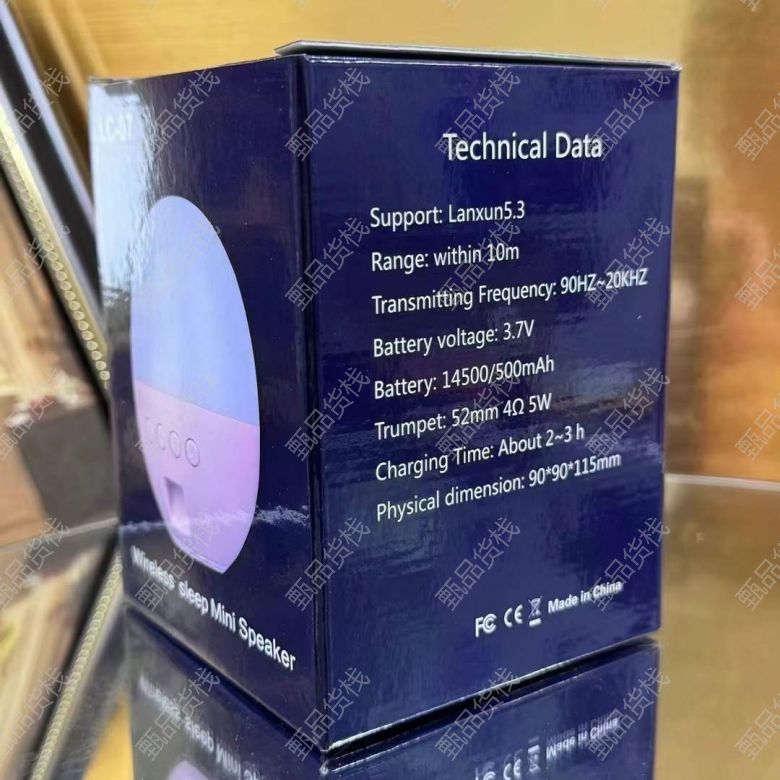 LC-07
Wireless sleep Mini Speaker
Technical Data
Support: Lanxun5.3
Range: within 10m
Transmitting Frequency: 90HZ~20KHZ
Battery voltage: 3.7V
Battery: 14500/500mAh
Trumpet: 52mm 4Ω 5W
Charging Time: About 2~3 h
Physical dimension: 90*90*115mm
FC CE Made in China
甄品货栈